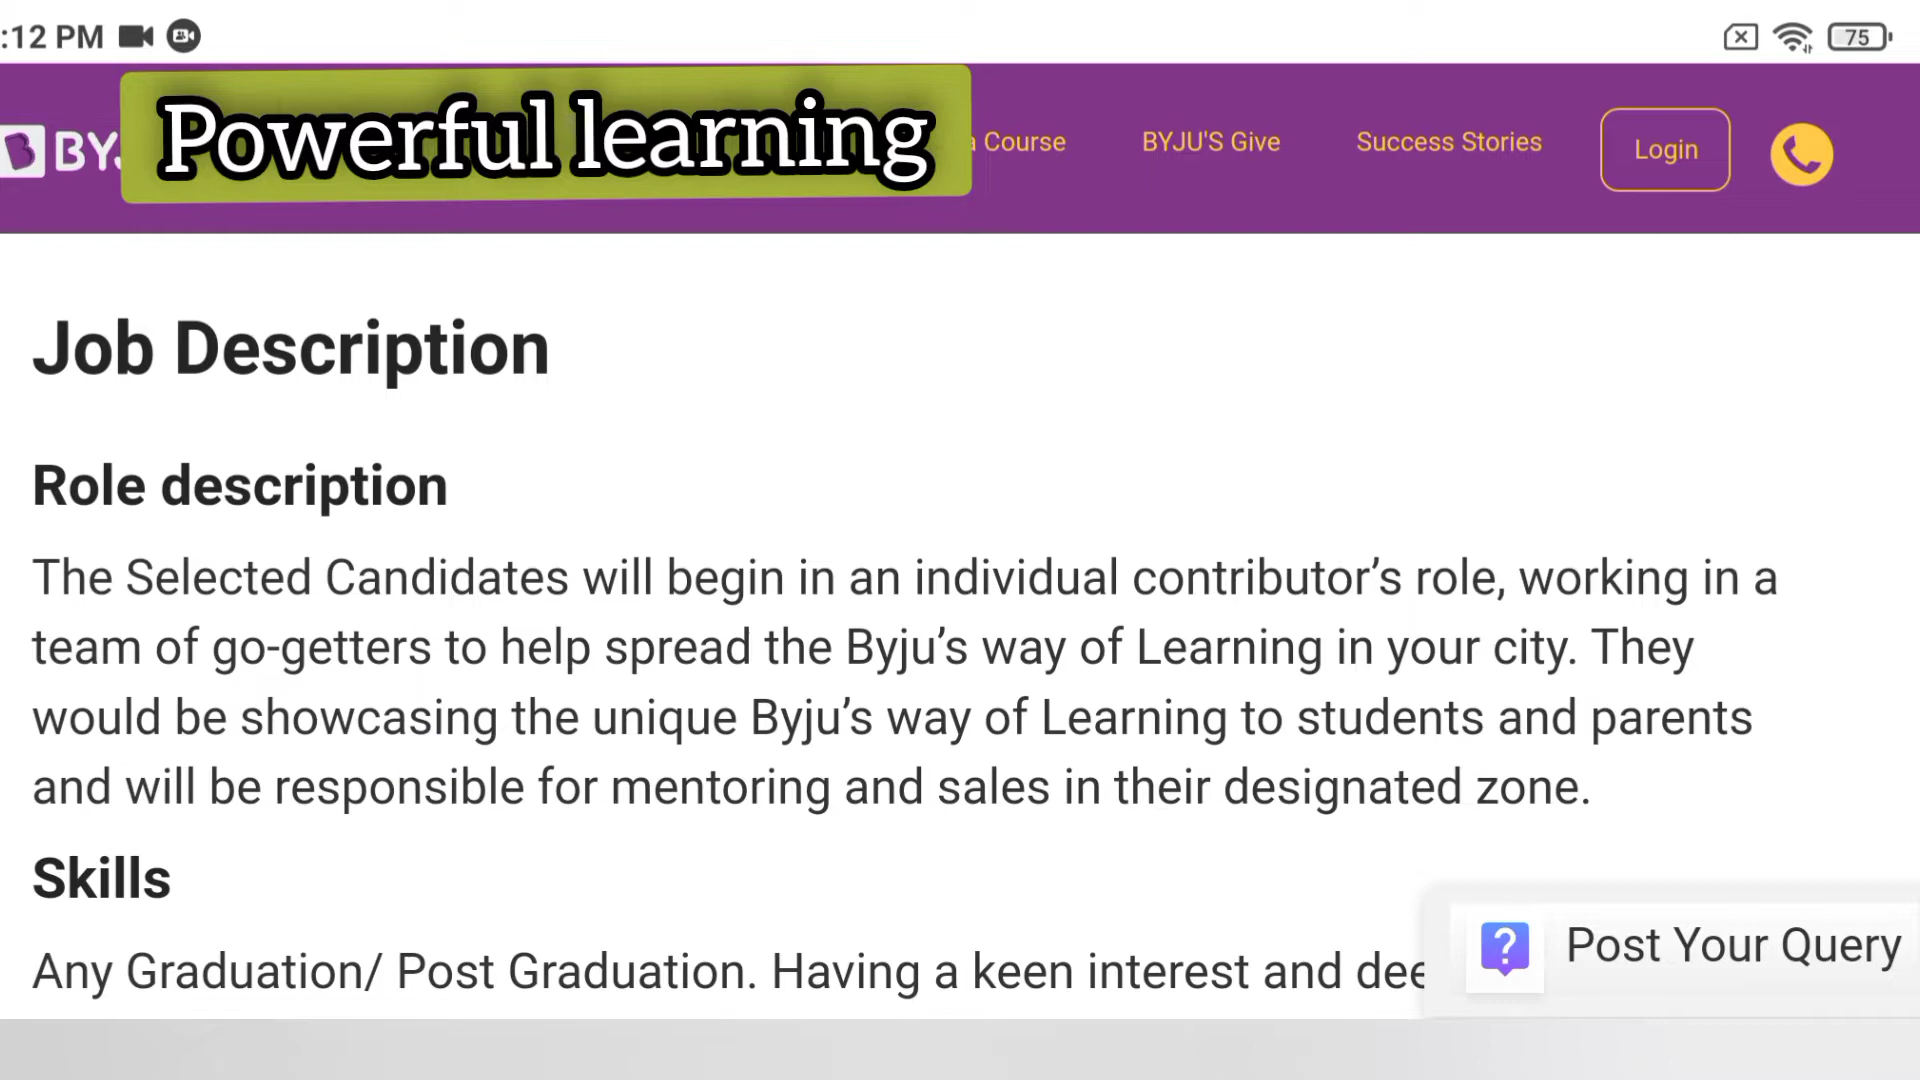 :12 PM
75
BYJ
Powerful learning
a Course
BYJU'S Give
Success Stories
Login
Job Description
Role description
The Selected Candidates will begin in an individual contributor’s role, working in a
team of go-getters to help spread the Byju’s way of Learning in your city. They
would be showcasing the unique Byju’s way of Learning to students and parents
and will be responsible for mentoring and sales in their designated zone.
Skills
Any Graduation/ Post Graduation. Having a keen interest and dee
Post Your Query